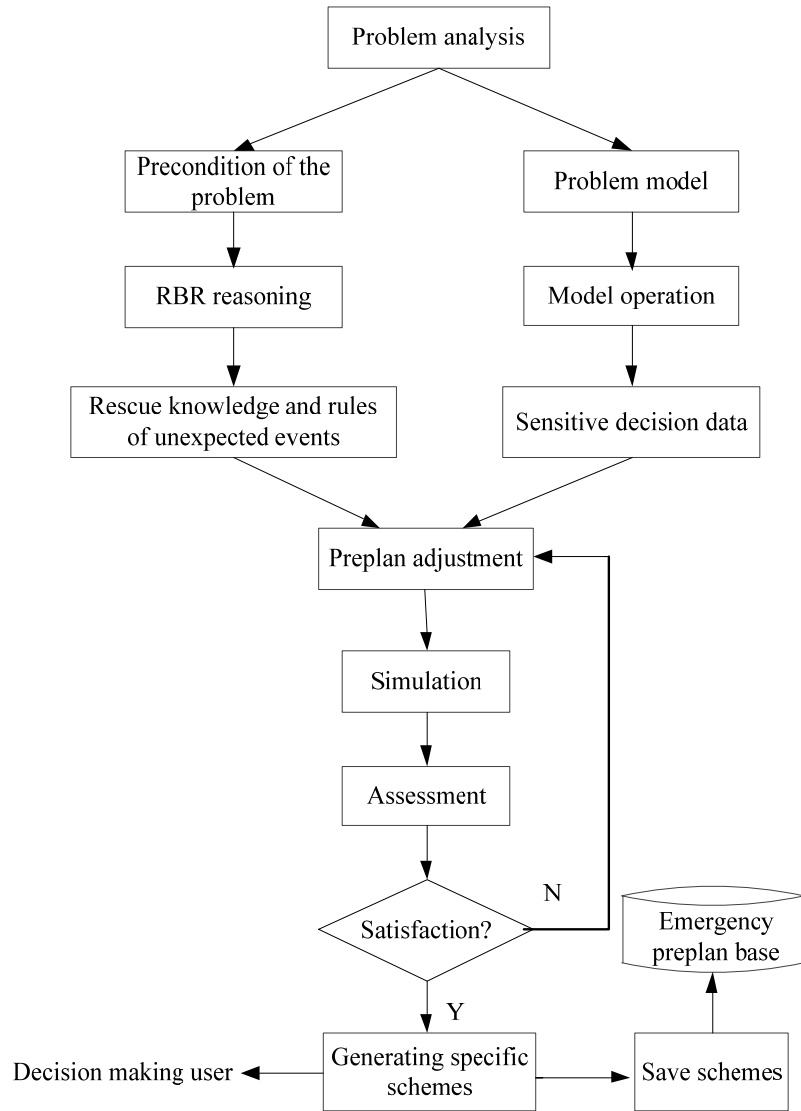 Problem analysis
Precondition of the
problem
Problem model
RBR reasoning
Model operation
Rescue knowledge and rules
of unexpected events
Sensitive decision data
Preplan adjustment
Simulation
Assessment
N
Satisfaction?
Emergency
preplan base
Y
Decision making user
Generating specific
schemes
Save schemes